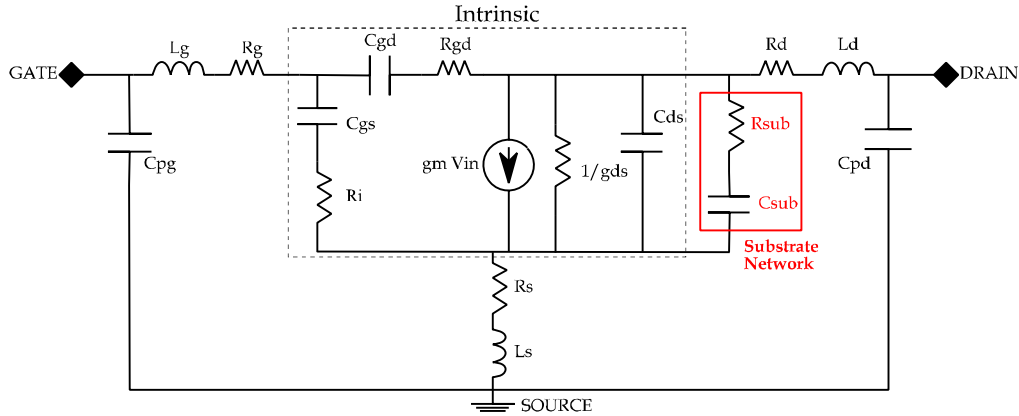 Intrinsic
Lg
Rg
Cgd
Rgd
Rd
Ld
GATE
DRAIN
Cgs
Cds
Rsub
Cpg
gm Vin
1/gds
Cpd
Ri
Csub
Substrate
Network
Rs
Ls
SOURCE